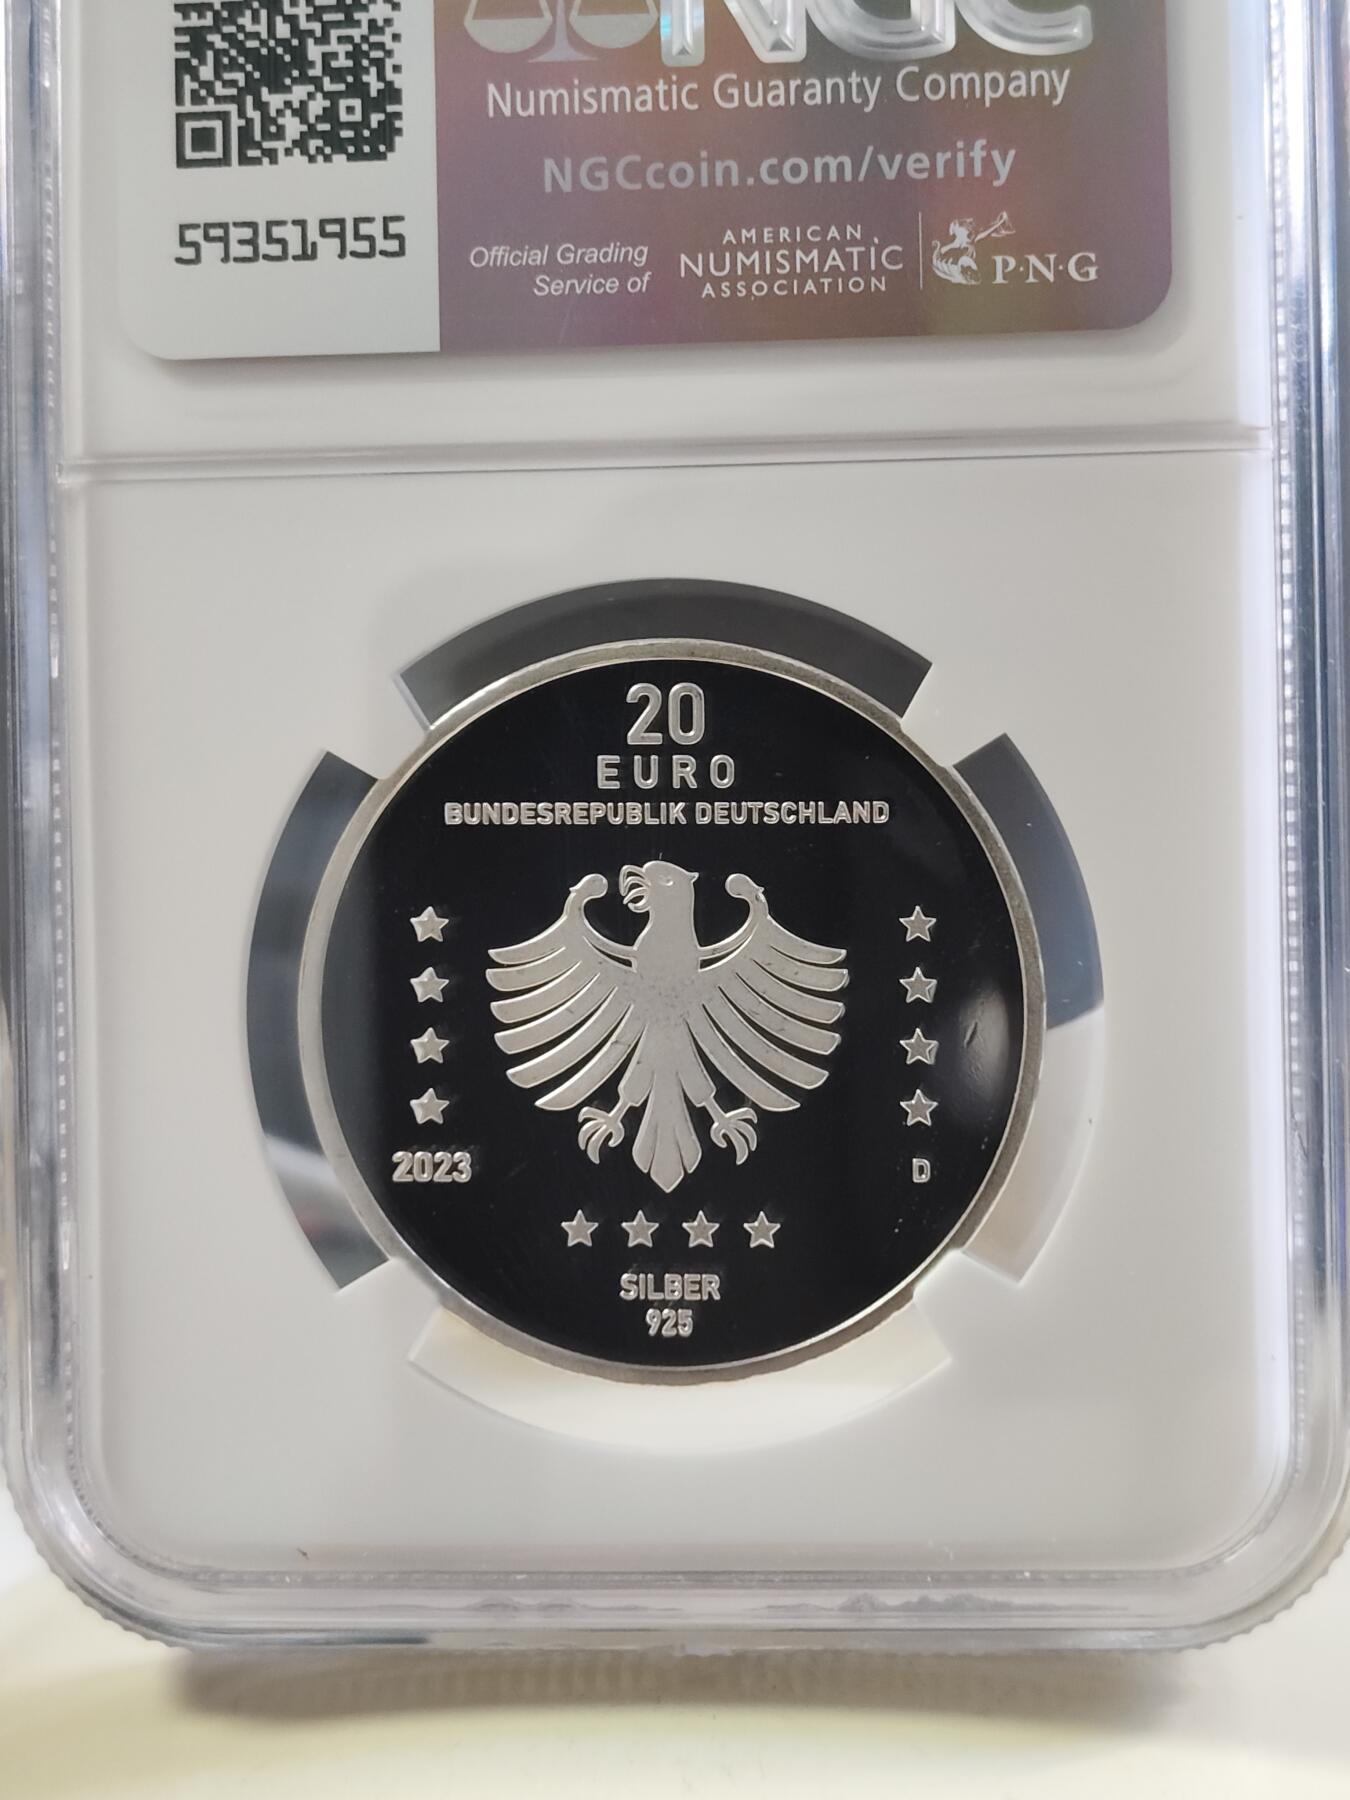 NGC
Numismatic Guaranty Company
NGCcoin.com/verify
59351955
Official Grading
Service of
AMERICAN
NUMISMATIC
ASSOCIATION
P·N·G
20
EURO
BUNDESREPUBLIK DEUTSCHLAND
2023
D
SILBER
925